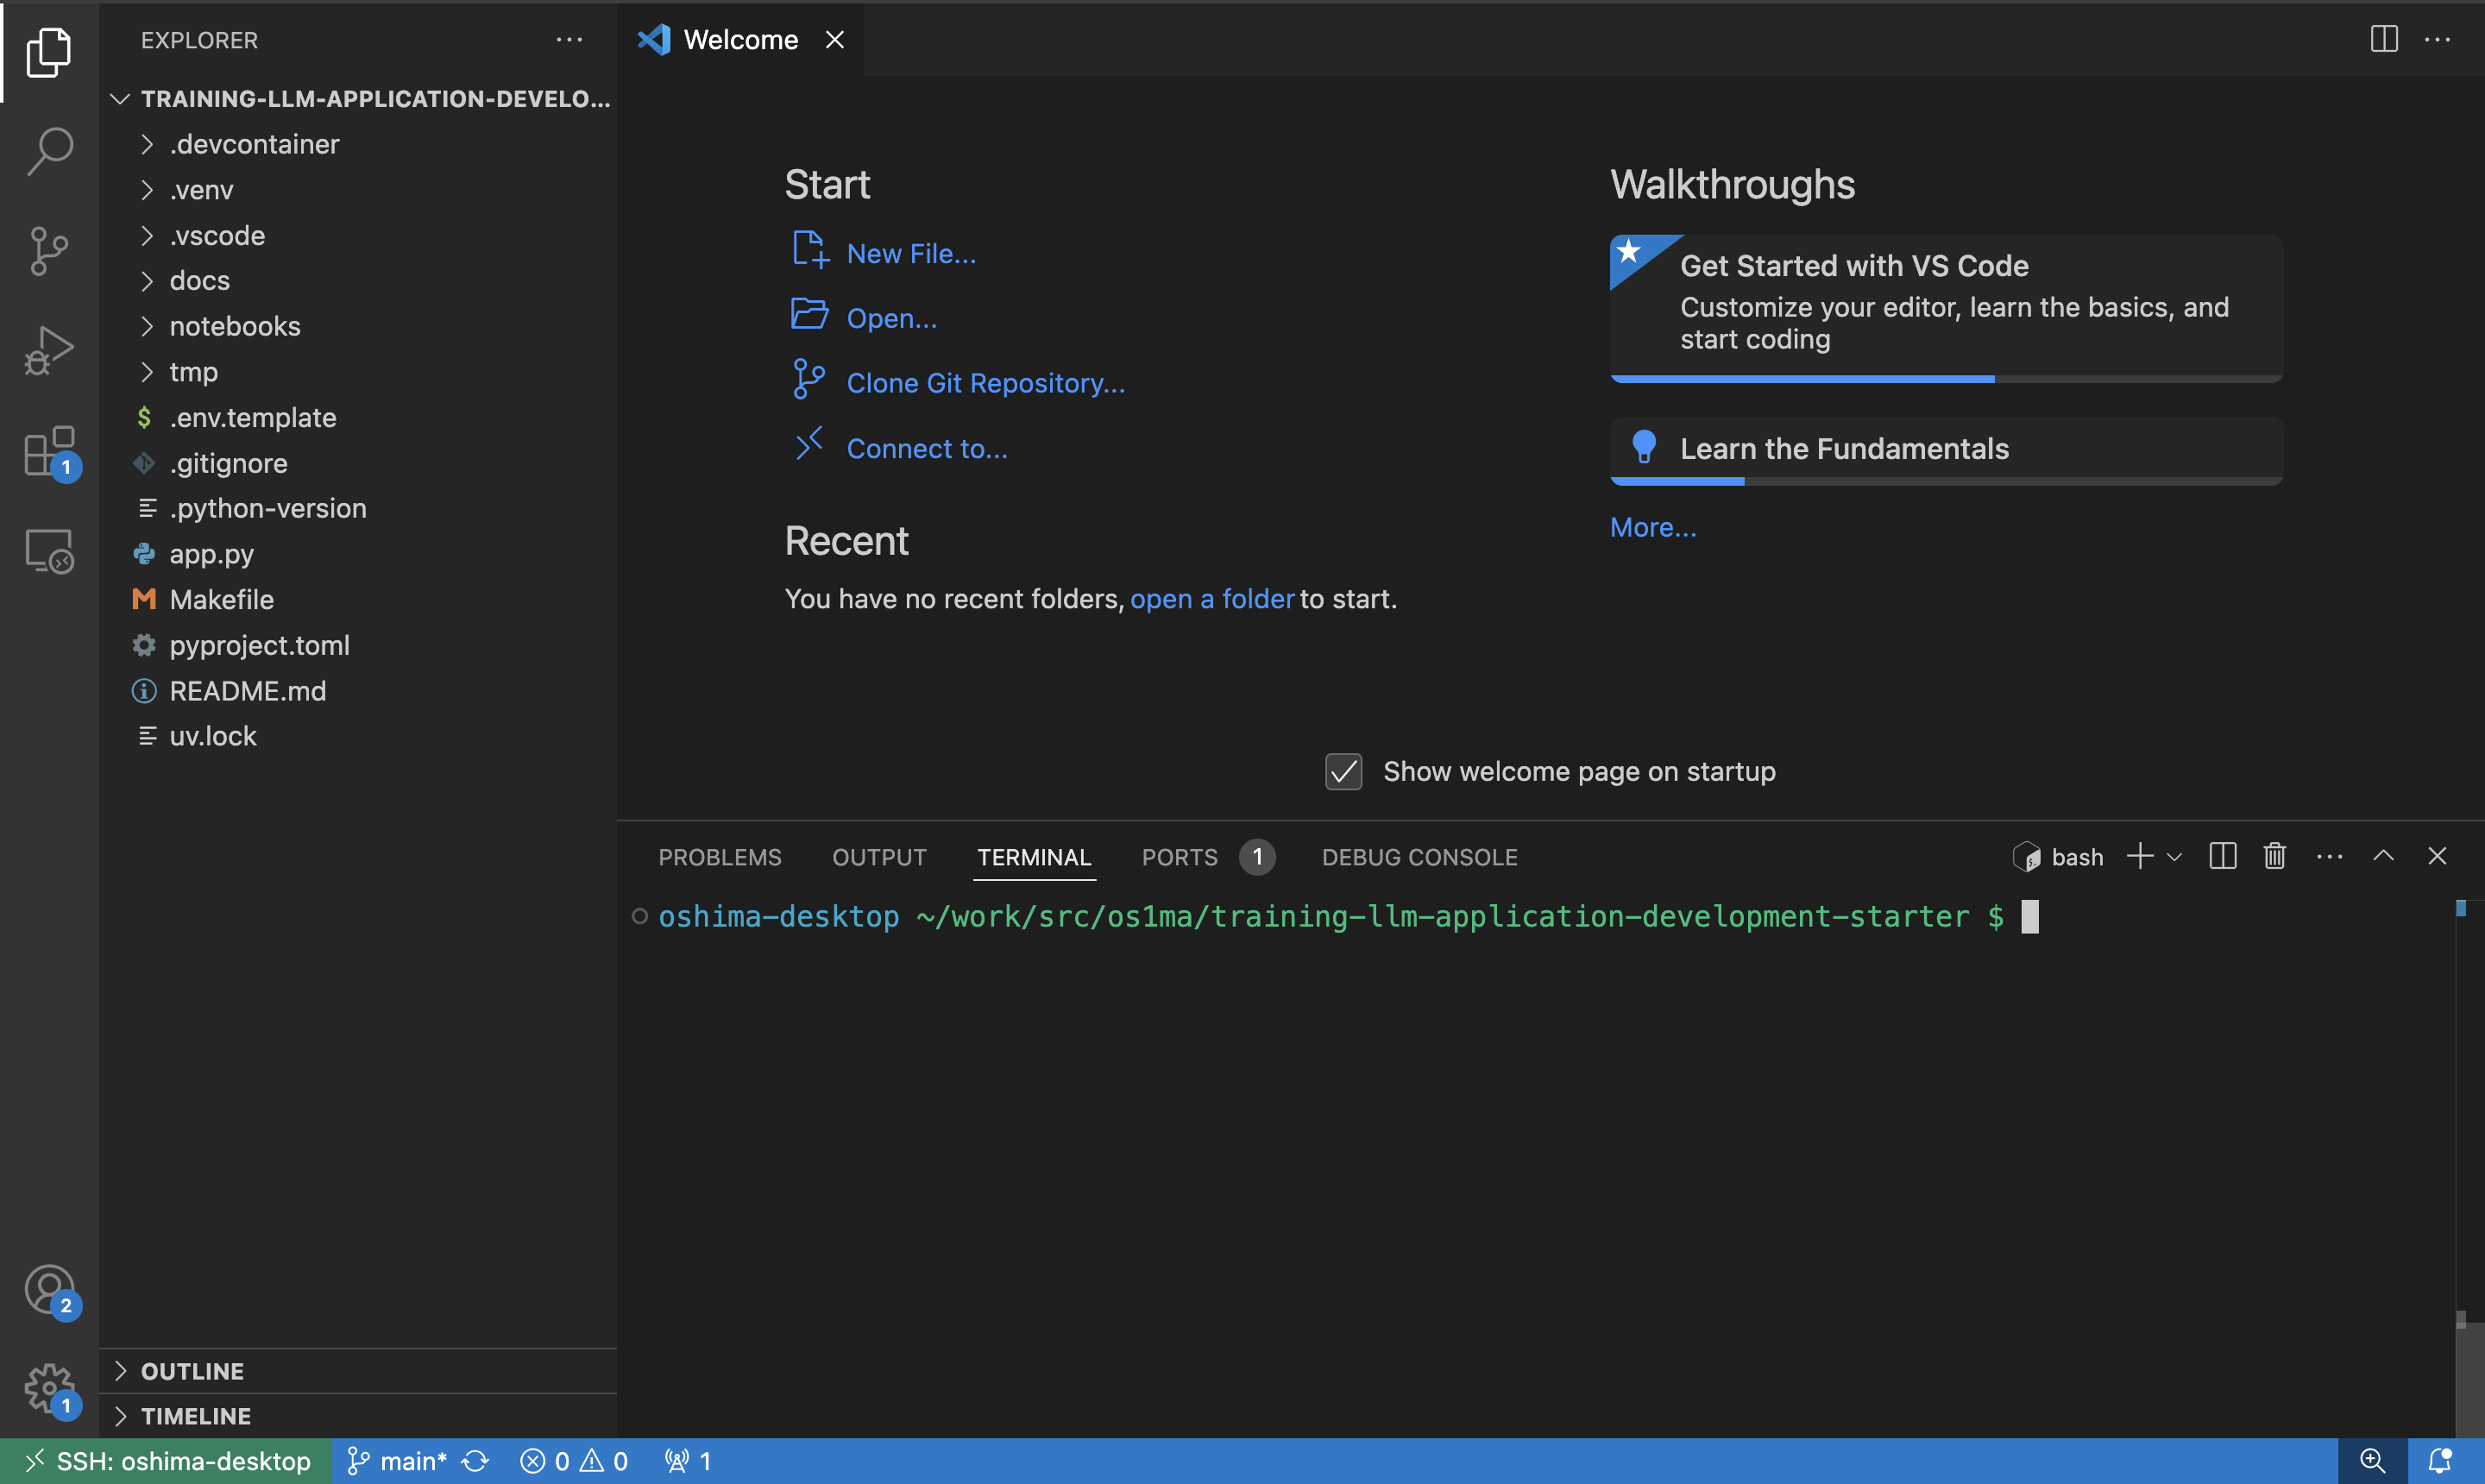 EXPLORER
TRAINING-LLM-APPLICATION-DEVELO...
.devcontainer
.venv
.vscode
docs
notebooks
tmp
.env.template
.gitignore
.python-version
app.py
Makefile
pyproject.toml
README.md
uv.lock
OUTLINE
TIMELINE
1
2
1
Welcome
Start
New File...
Open...
Clone Git Repository...
Connect to...
Recent
You have no recent folders, open a folder to start.
Walkthroughs
Get Started with VS Code
Customize your editor, learn the basics, and
start coding
Learn the Fundamentals
More...
Show welcome page on startup
PROBLEMS OUTPUT TERMINAL PORTS 1 DEBUG CONSOLE
bash
oshima-desktop ~/work/src/os1ma/training-llm-application-development-starter $
SSH: oshima-desktop main* 0 0 1